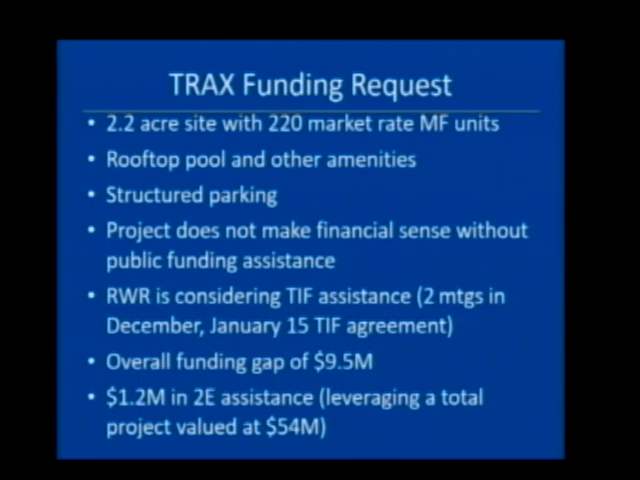 TRAX Funding Request
• 2.2 acre site with 220 market rate MF units
• Rooftop pool and other amenities
• Structured parking
• Project does not make financial sense without
public funding assistance
• RWR is considering TIF assistance (2 mtgs in
December, January 15 TIF agreement)
• Overall funding gap of $9.5M
• $1.2M in 2E assistance (leveraging a total
project valued at $54M)